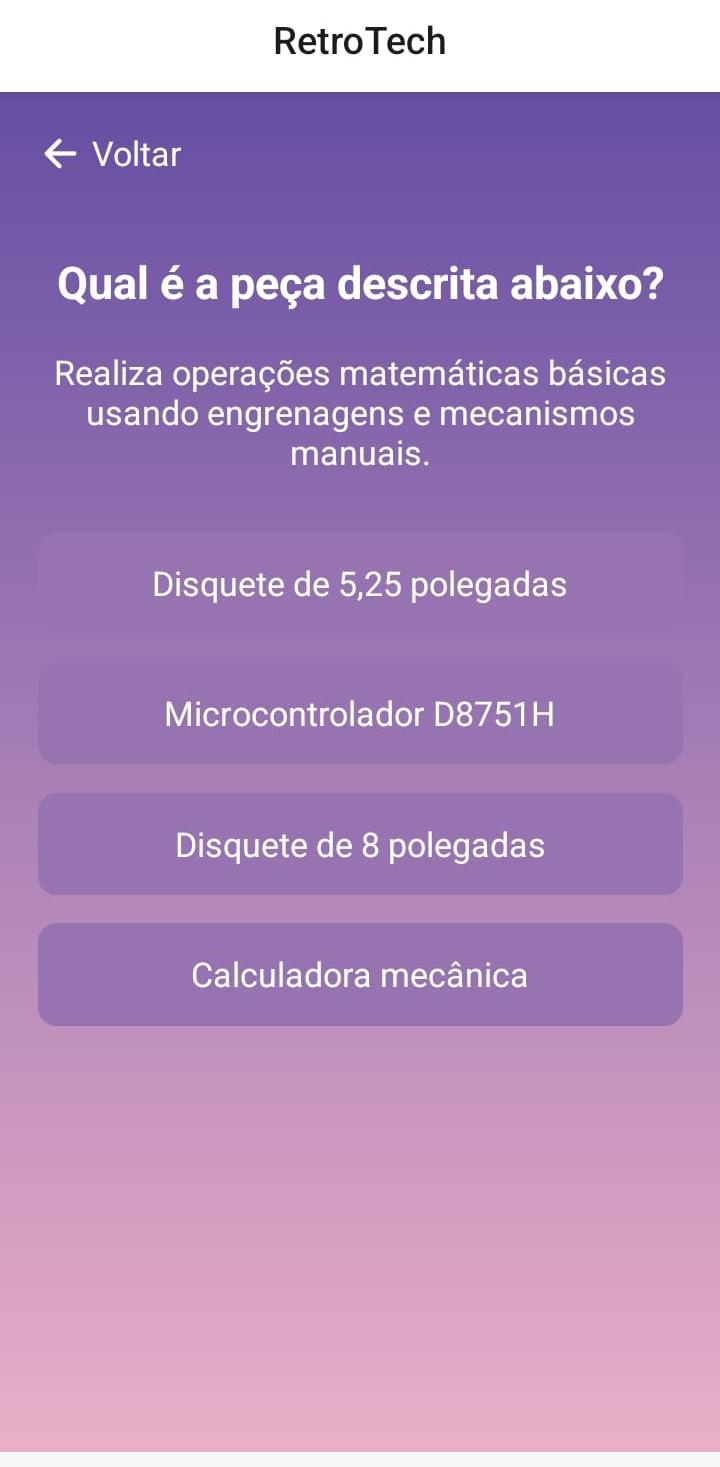 RetroTech
← Voltar
Qual é a peça descrita abaixo?
Realiza operações matemáticas básicas
usando engrenagens e mecanismos
manuais.
Disquete de 5,25 polegadas
Microcontrolador D8751H
Disquete de 8 polegadas
Calculadora mecânica